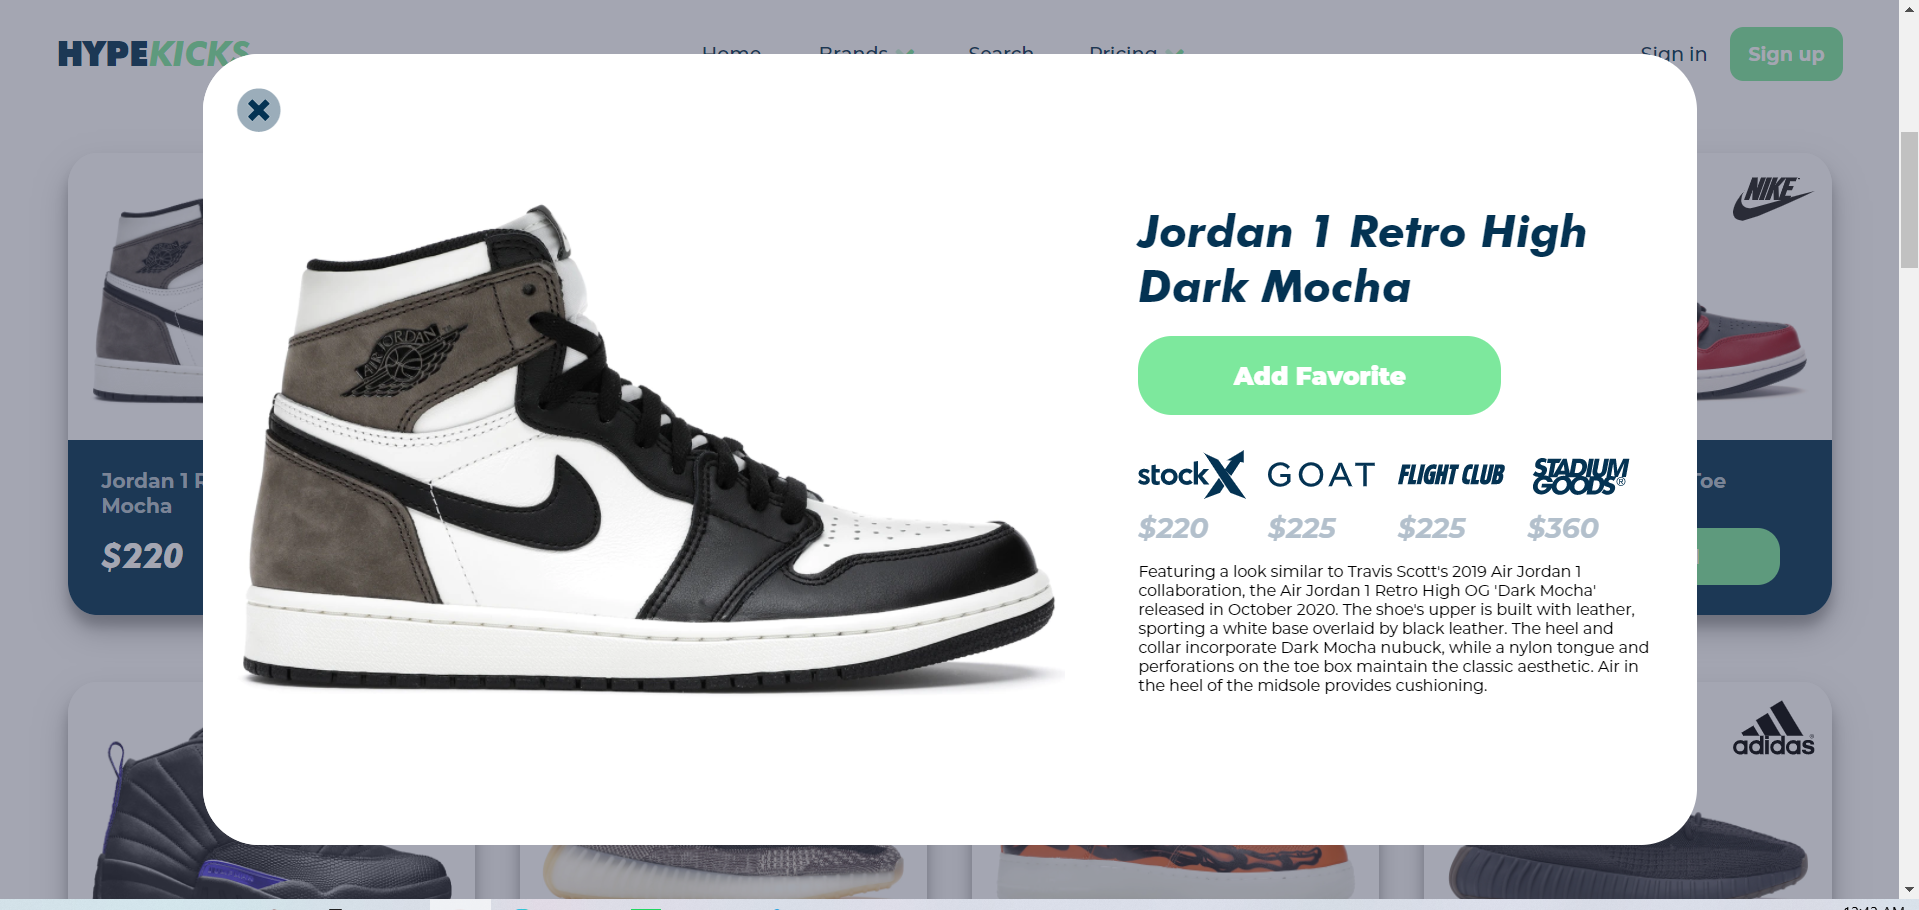 HYPEKICKS
Home Brands Search Pricing
Sign in Sign up
Jordan 1 Retro High
Dark Mocha
Add Favorite
stockX GOAT FLIGHT CLUB STADIUM GOODS®
$220 $225 $225 $360
Featuring a look similar to Travis Scott's 2019 Air Jordan 1
collaboration, the Air Jordan 1 Retro High OG 'Dark Mocha'
released in October 2020. The shoe's upper is built with leather,
sporting a white base overlaid by black leather. The heel and
collar incorporate Dark Mocha nubuck, while a nylon tongue and
perforations on the toe box maintain the classic aesthetic. Air in
the heel of the midsole provides cushioning.
AIR JORDAN
Jordan 1 R
Mocha
$220
NIKE
Toe
adidas